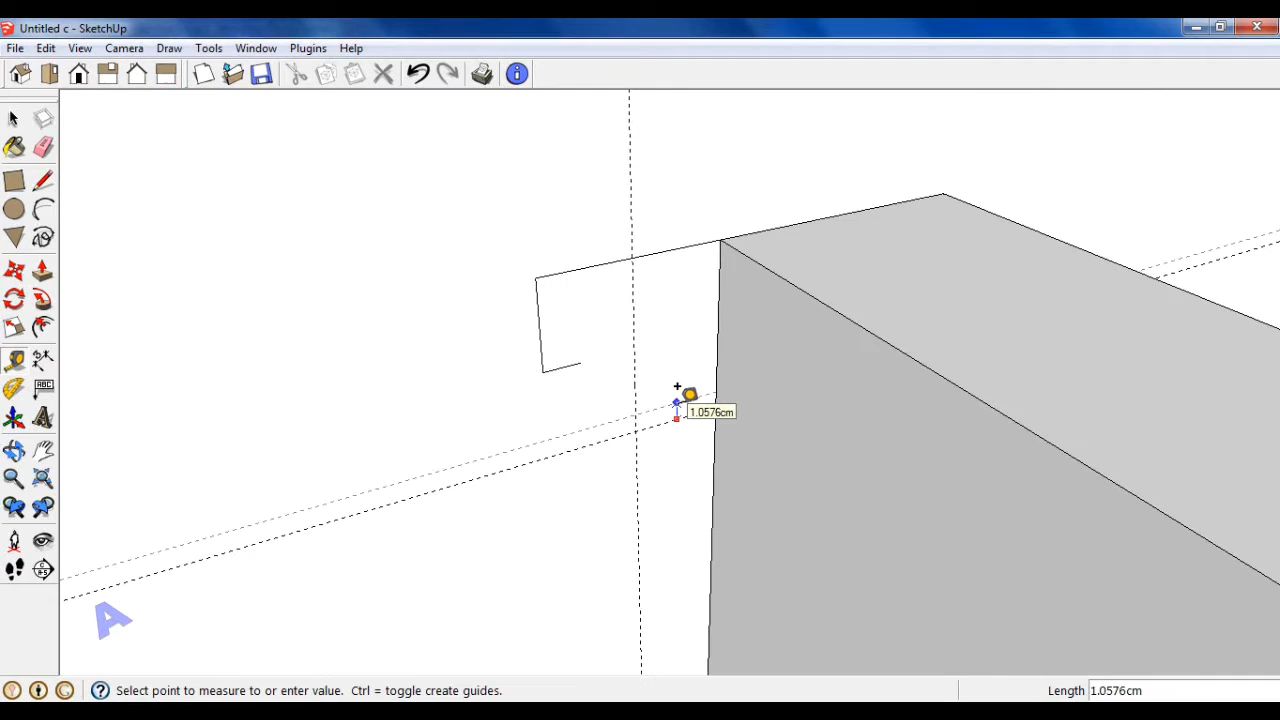 Untitled c - SketchUp
File Edit View Camera Draw Tools Window Plugins Help
ABC
1.0576cm
A
Select point to measure to or enter value. Ctrl = toggle create guides.
Length 1.0576cm